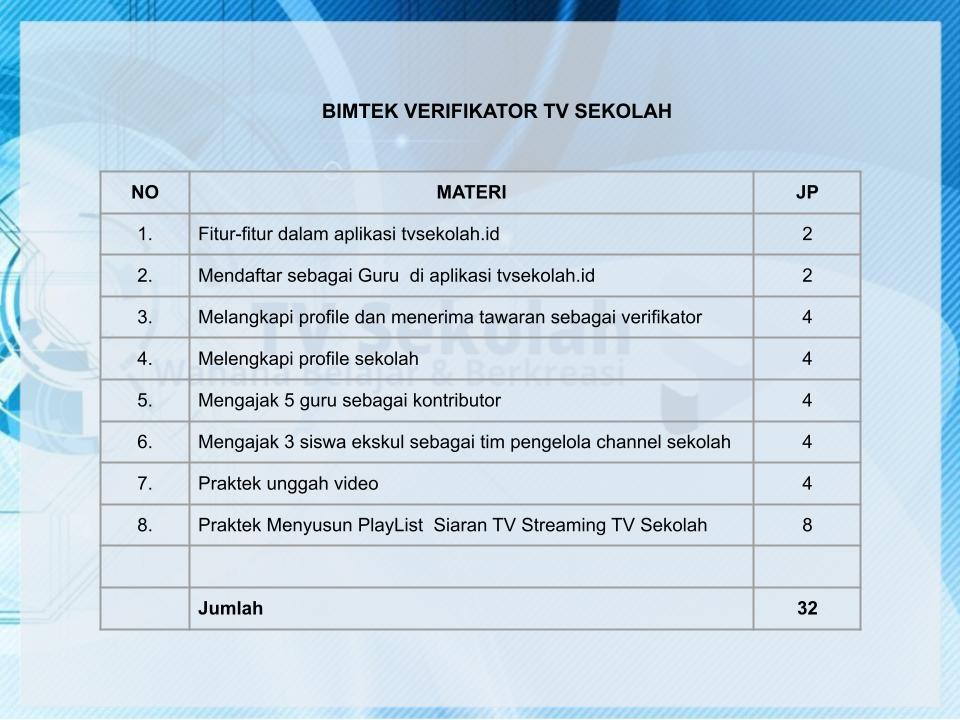 BIMTEK VERIFIKATOR TV SEKOLAH
NO MATERI JP
1. Fitur-fitur dalam aplikasi tvsekolah.id 2
2. Mendaftar sebagai Guru  di aplikasi tvsekolah.id 2
3. Melangkapi profile dan menerima tawaran sebagai verifikator 4
4. Melengkapi profile sekolah 4
5. Mengajak 5 guru sebagai kontributor 4
6. Mengajak 3 siswa ekskul sebagai tim pengelola channel sekolah 4
7. Praktek unggah video 4
8. Praktek Menyusun PlayList  Siaran TV Streaming TV Sekolah 8
Jumlah 32
TV Sekolah
Wahana Belajar & Berkreasi